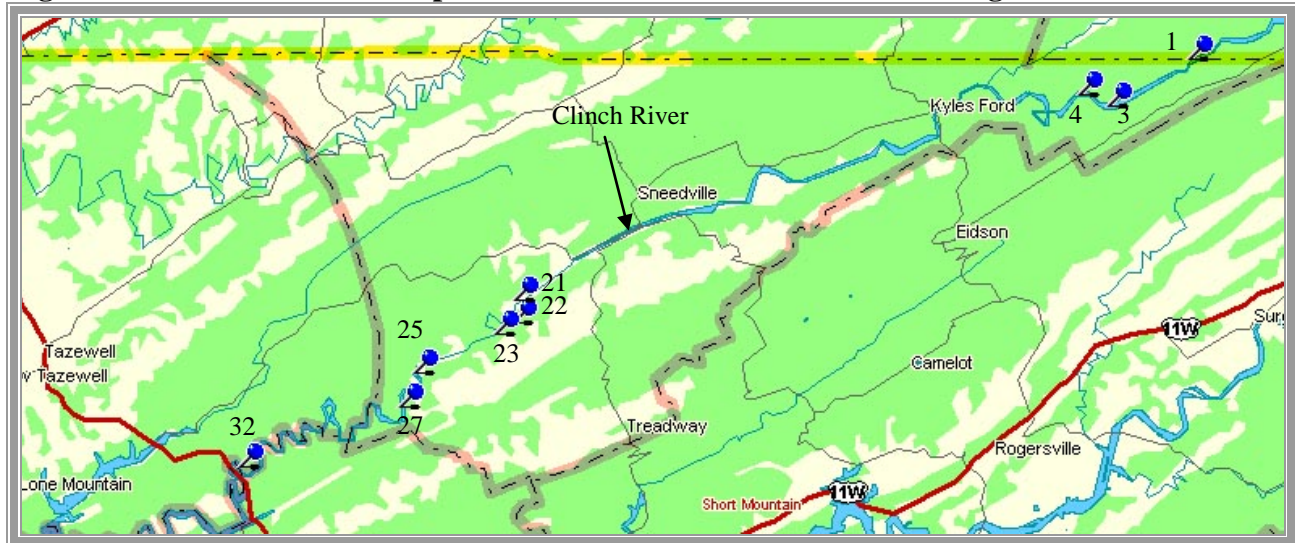 1
Kyles Ford
4
3
Clinch River
Sneedville
Eidson
21
22
11W
25
23
Tazewell
Camelot
Tazewell
27
Treadway
32
Rogersville
Lone Mountain
11W
Short Mountain